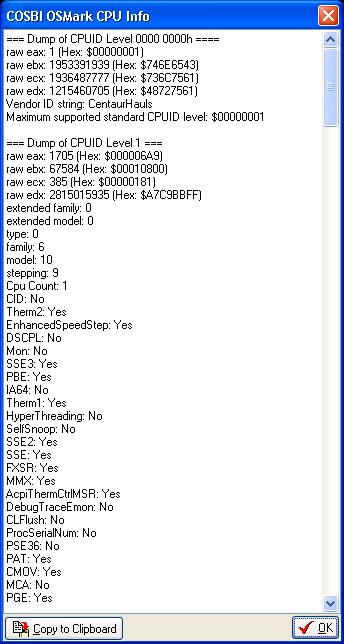 COSBI OSMark CPU Info
=== Dump of CPUID Level 0000 0000h ====
raw eax: 1 (Hex: $00000001)
raw ebx: 1953391939 (Hex: $746E6543)
raw ecx: 1936487777 (Hex: $736C7561)
raw edx: 1215460705 (Hex: $48727561)
Vendor ID string: CentaurHauls
Maximum supported standard CPUID level: $00000001
=== Dump of CPUID Level 1 ===
raw eax: 1705 (Hex: $000006A9)
raw ebx: 67584 (Hex: $00010800)
raw ecx: 385 (Hex: $00000181)
raw edx: 2815015935 (Hex: $A7C9BBFF)
extended family: 0
extended model: 0
type: 0
family: 6
model: 10
stepping: 9
Cpu Count: 1
CID: No
Therm2: Yes
EnhancedSpeedStep: Yes
DSCPL: No
Mon: No
SSE3: Yes
PBE: Yes
IA64: No
Therm1: Yes
HyperThreading: No
SelfSnoop: No
SSE2: Yes
SSE: Yes
FXSR: Yes
MMX: Yes
AcpiThermCtrlMSR: Yes
DebugTraceEmon: No
CLFlush: No
ProcSerialNum: No
PSE36: No
PAT: Yes
CMOV: Yes
MCA: No
PGE: Yes
Copy to Clipboard
OK